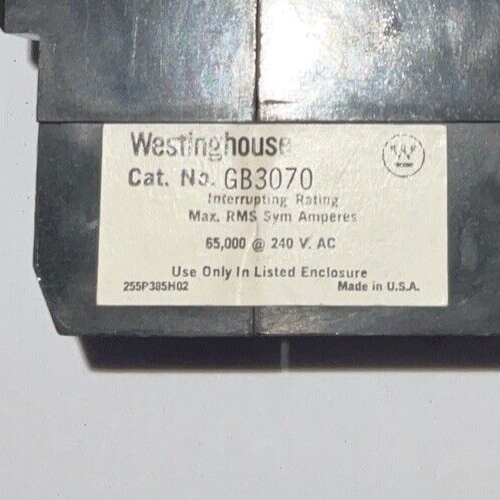 Westinghouse
Cat. No. GB3070
Interrupting Rating
Max. RMS Sym Amperes
65,000 @ 240 V. AC
Use Only In Listed Enclosure
255P385H02 Made in U.S.A.